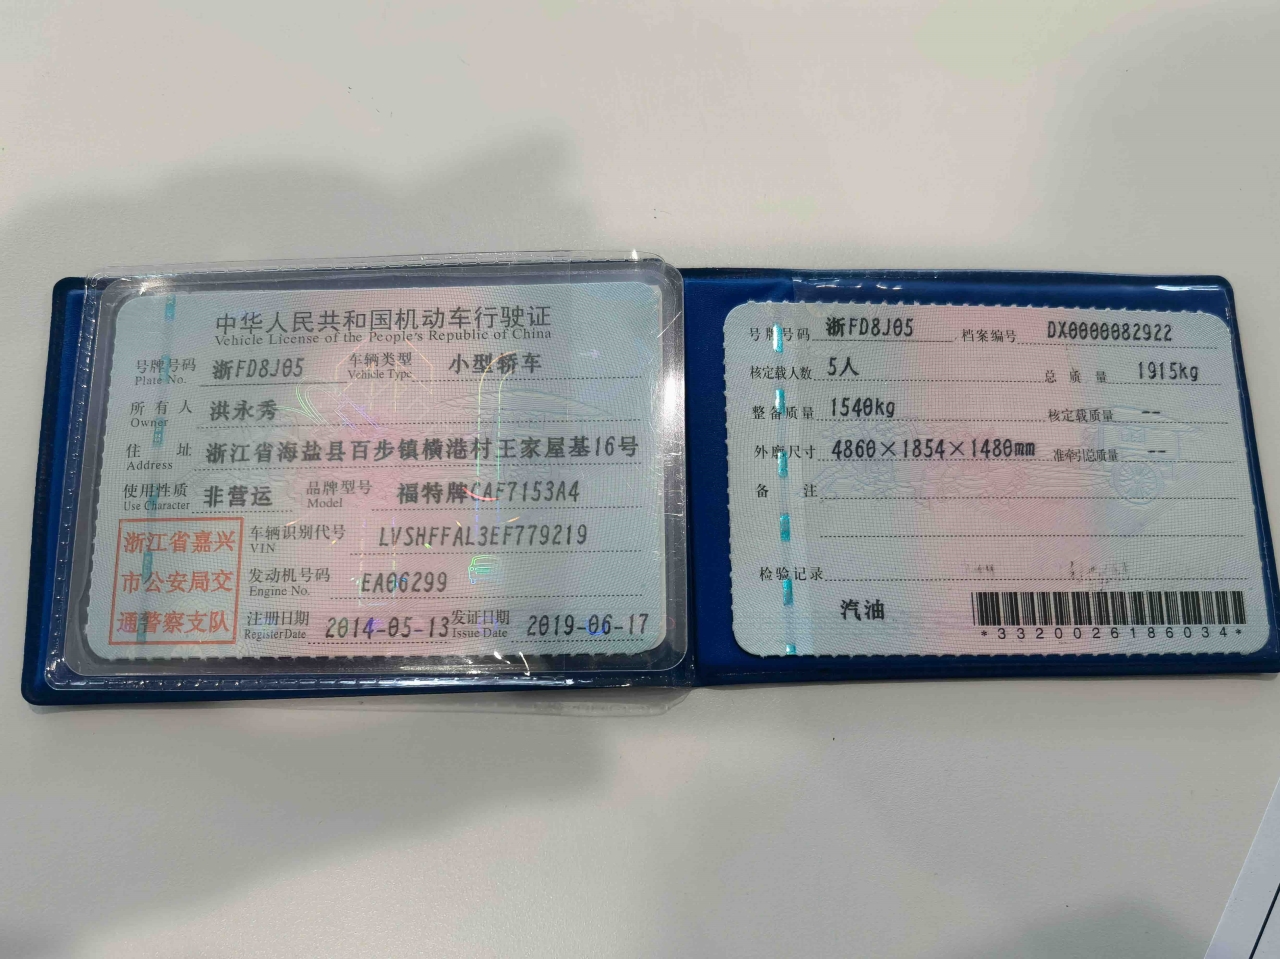 中华人民共和国机动车行驶证
Vehicle License of the People's Republic of China
号牌号码 浙FD8J05 车辆类型 小型轿车
Plate No. Vehicle Type
所有人 洪永秀
Owner
住址 浙江省海盐县百步镇横港村王家屋基16号
Address
使用性质 非营运 品牌型号 福特牌CAF7153A4
Use Character Model
浙江省嘉兴
市公安局交
通警察支队
车辆识别代号 LVSHFFAL3EF779219
VIN
发动机号码 EA06299
Engine No.
注册日期 2014-05-13 发证日期 2019-06-17
Register Date Issue Date
号牌号码 浙FD8J05 档案编号 DX0000082922
核定载人数 5人 总质量 1915kg
整备质量 1540kg 核定载质量 --
外廓尺寸 4860×1854×1480mm 准牵引总质量 --
备注
检验记录
汽油
*3320026186034*